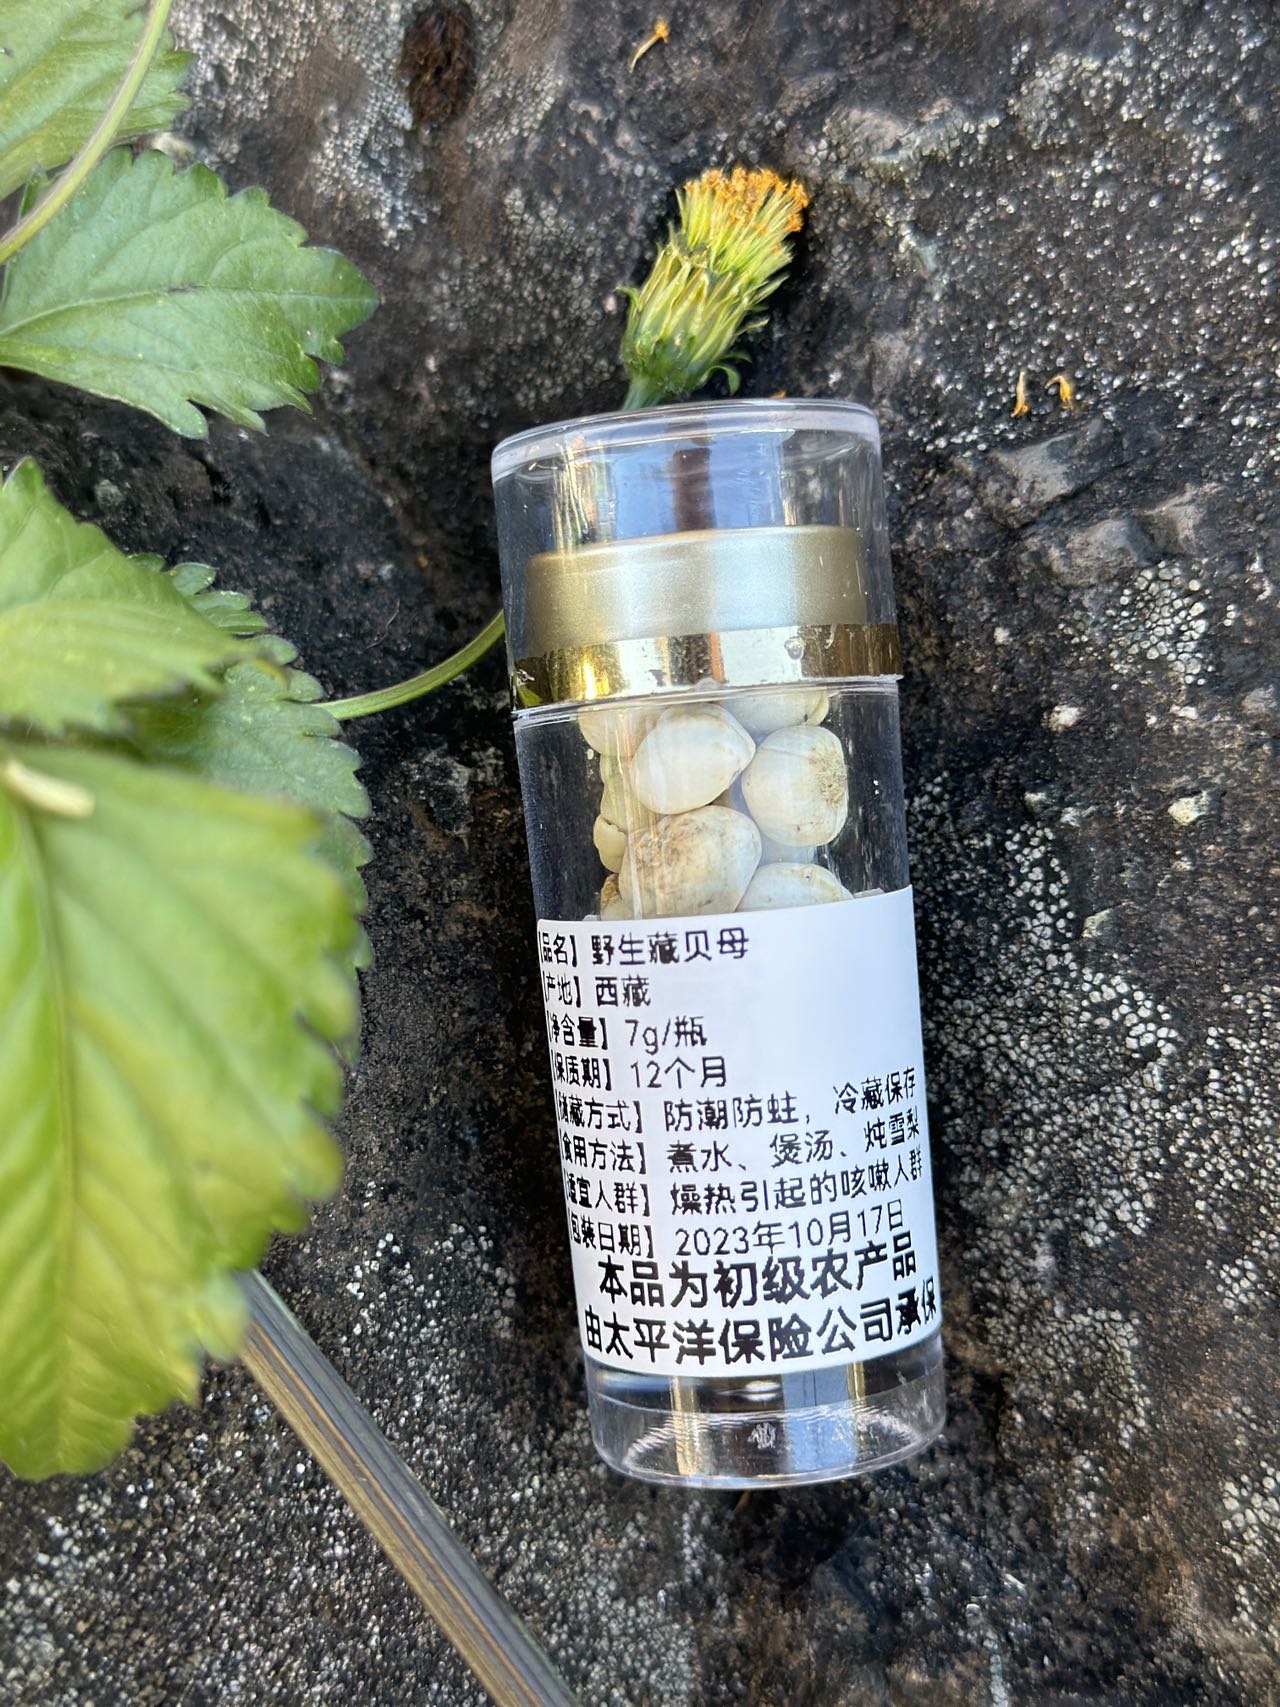 【品名】野生藏贝母
【产地】西藏
【净含量】7g/瓶
【保质期】12个月
【储藏方式】防潮防蛀，冷藏保存
【食用方法】煮水、煲汤、炖雪梨
【适宜人群】燥热引起的咳嗽人群
【包装日期】2023年10月17日
本品为初级农产品
由太平洋保险公司承保